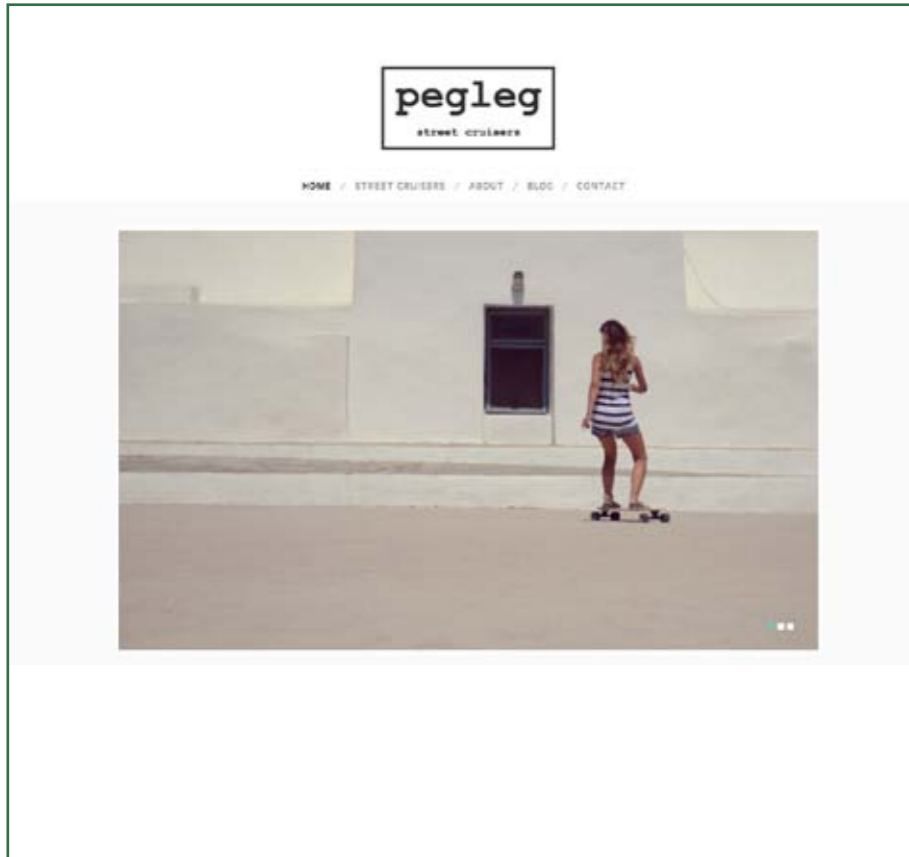 pegleg
street cruisers
HOME / STREET CRUISERS / ABOUT / BLOG / CONTACT